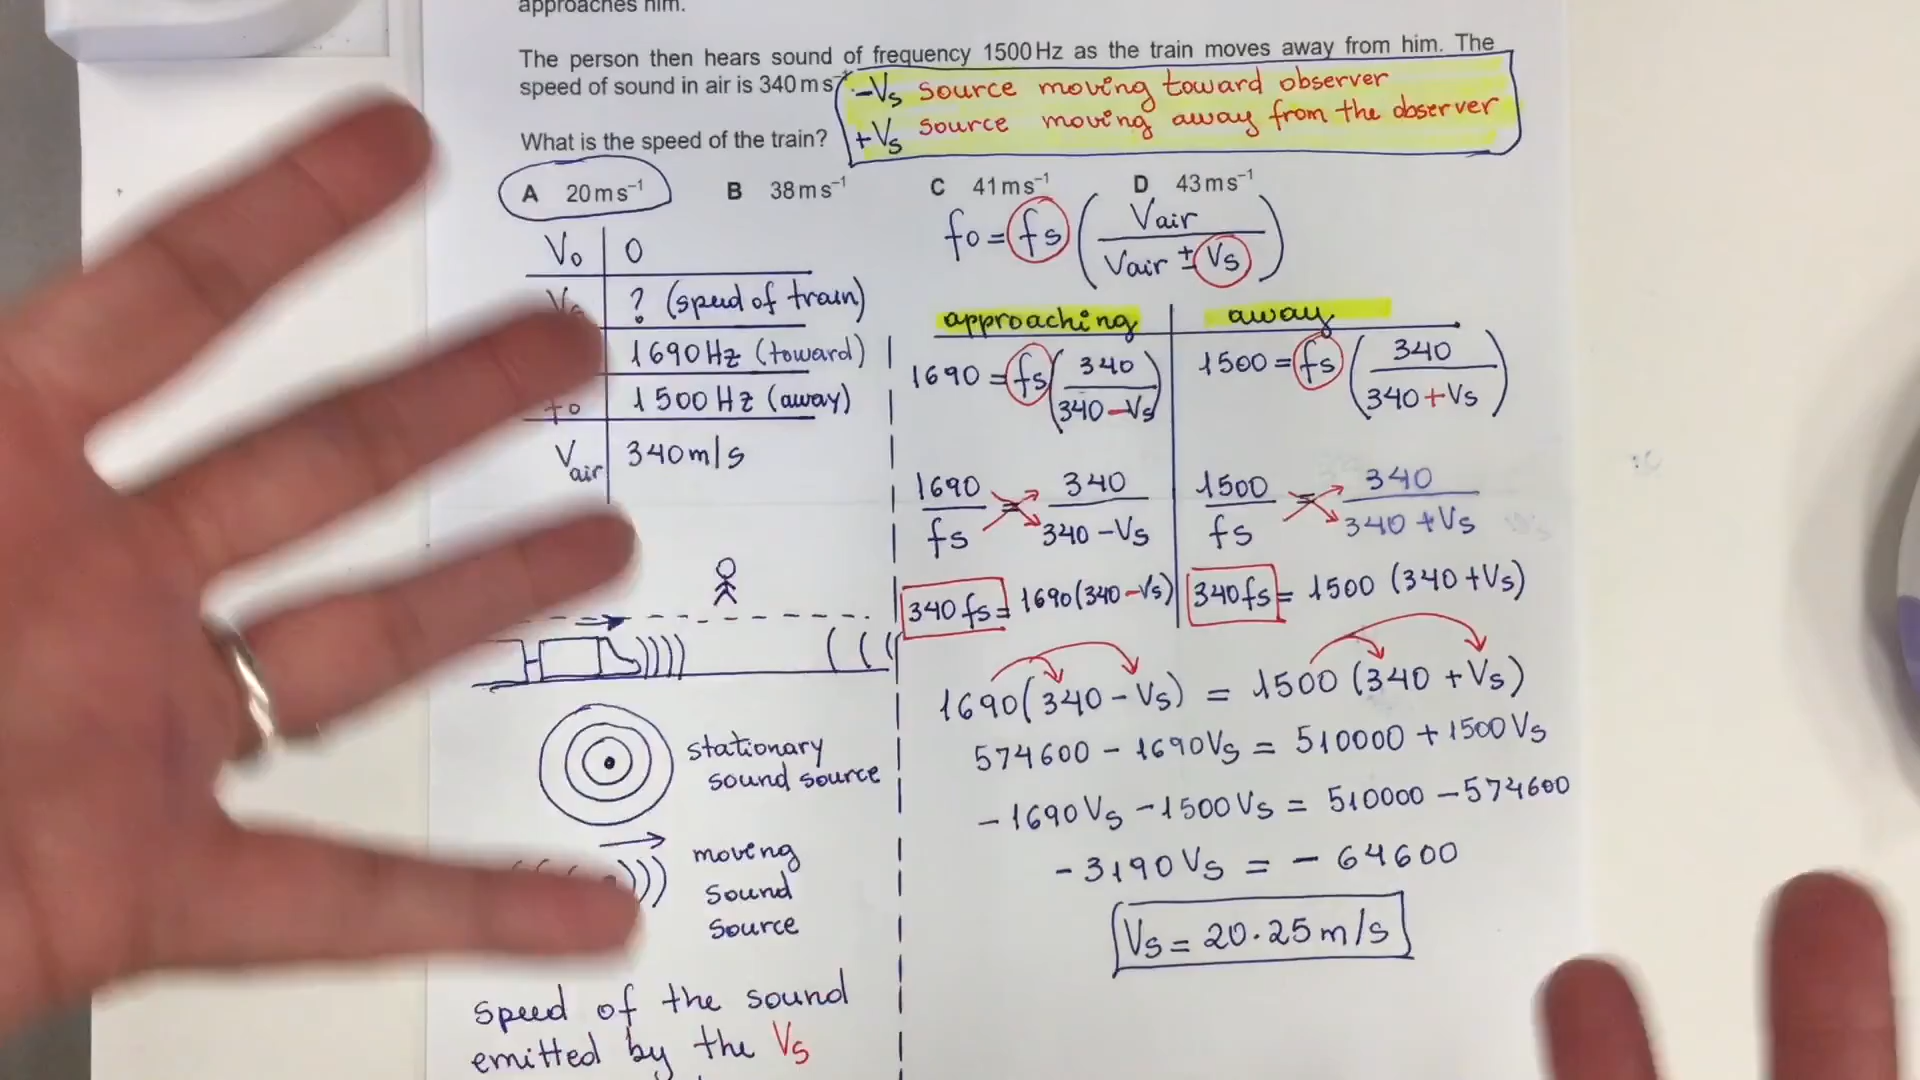 approaches him.
The person then hears sound of frequency 1500 Hz as the train moves away from him. The
speed of sound in air is 340 m s
-Vs source moving toward observer
+Vs source moving away from the observer
What is the speed of the train?
A 20 m s⁻¹ B 38 m s⁻¹ C 41 m s⁻¹ D 43 m s⁻¹
Vo 0
? (speed of train)
1690 Hz (toward)
1500 Hz (away)
Vair 340 m/s
fo = fs (Vair / Vair ± Vs)
approaching
1690 = fs (340 / 340 - Vs)
1690 / fs = 340 / 340 - Vs
340 fs = 1690 (340 - Vs)
away
1500 = fs (340 / 340 + Vs)
1500 / fs = 340 / 340 + Vs
340 fs = 1500 (340 + Vs)
1690 (340 - Vs) = 1500 (340 + Vs)
574600 - 1690 Vs = 510000 + 1500 Vs
- 1690 Vs - 1500 Vs = 510000 - 574600
- 3190 Vs = - 64600
Vs = 20.25 m/s
stationary
sound source
moving
sound
source
speed of the sound
emitted by the Vs